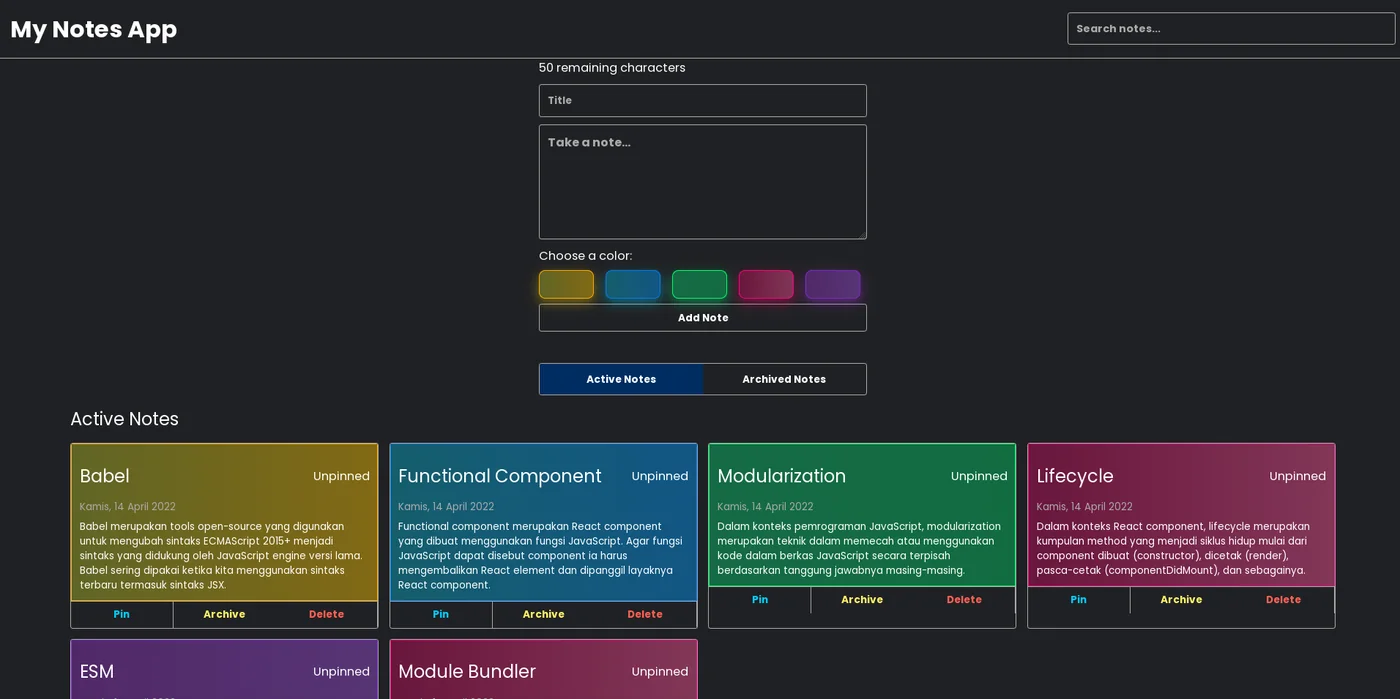 My Notes App
Search notes...
50 remaining characters
Title
Take a note...
Choose a color:
Add Note
Active Notes
Archived Notes
Active Notes
Babel
Unpinned
Kamis, 14 April 2022
Babel merupakan tools open-source yang digunakan
untuk mengubah sintaks ECMAScript 2015+ menjadi
sintaks yang didukung oleh JavaScript engine versi lama.
Babel sering dipakai ketika kita menggunakan sintaks
terbaru termasuk sintaks JSX.
Pin
Archive
Delete
Functional Component
Unpinned
Kamis, 14 April 2022
Functional component merupakan React component
yang dibuat menggunakan fungsi JavaScript. Agar fungsi
JavaScript dapat disebut component ia harus
mengembalikan React element dan dipanggil layaknya
React component.
Pin
Archive
Delete
Modularization
Unpinned
Kamis, 14 April 2022
Dalam konteks pemrograman JavaScript, modularization
merupakan teknik dalam memecah atau menggunakan
kode dalam berkas JavaScript secara terpisah
berdasarkan tanggung jawabnya masing-masing.
Pin
Archive
Delete
Lifecycle
Unpinned
Kamis, 14 April 2022
Dalam konteks React component, lifecycle merupakan
kumpulan method yang menjadi siklus hidup mulai dari
component dibuat (constructor), dicetak (render),
pasca-cetak (componentDidMount), dan sebagainya.
Pin
Archive
Delete
ESM
Unpinned
Module Bundler
Unpinned